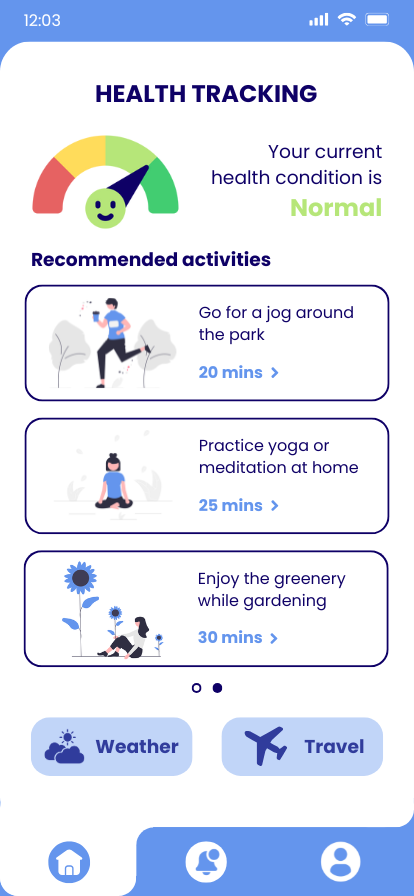 12:03
HEALTH TRACKING
Your current
health condition is
Normal
Recommended activities
Go for a jog around
the park
20 mins
Practice yoga or
meditation at home
25 mins
Enjoy the greenery
while gardening
30 mins
Weather
Travel